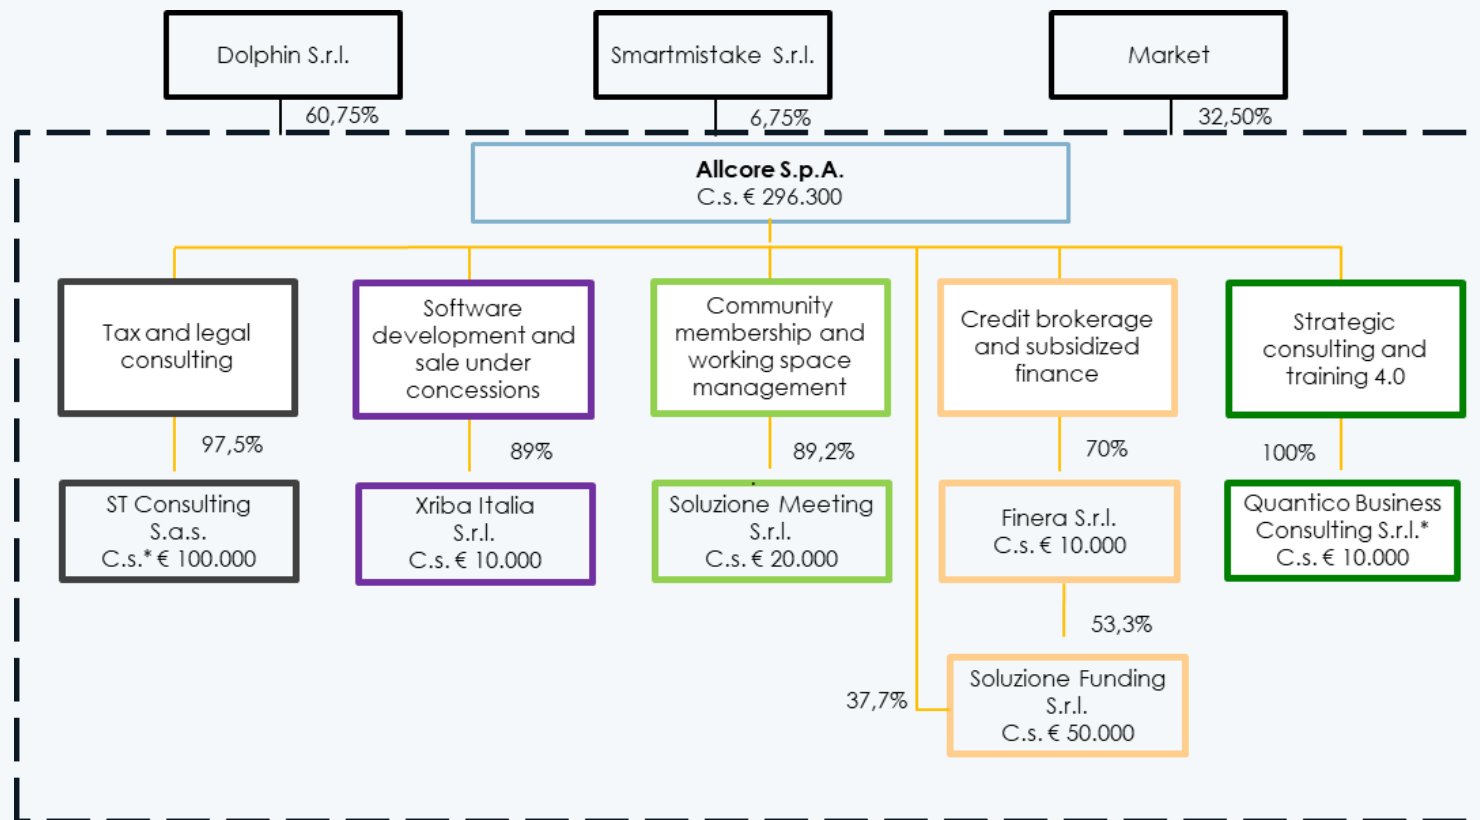 Dolphin S.r.l.
Smartmistake S.r.l.
Market
60,75%
6,75%
32,50%
Allcore S.p.A.
C.s. € 296.300
Tax and legal
consulting
Software
development and
sale under
concessions
Community
membership and
working space
management
Credit brokerage
and subsidized
finance
Strategic
consulting and
training 4.0
97,5%
89%
89,2%
70%
100%
ST Consulting
S.a.s.
C.s.* € 100.000
Xriba Italia
S.r.l.
C.s. € 10.000
Soluzione Meeting
S.r.l.
C.s. € 20.000
Finera S.r.l.
C.s. € 10.000
Quantico Business
Consulting S.r.l.*
C.s. € 10.000
53,3%
37,7%
Soluzione Funding
S.r.l.
C.s. € 50.000